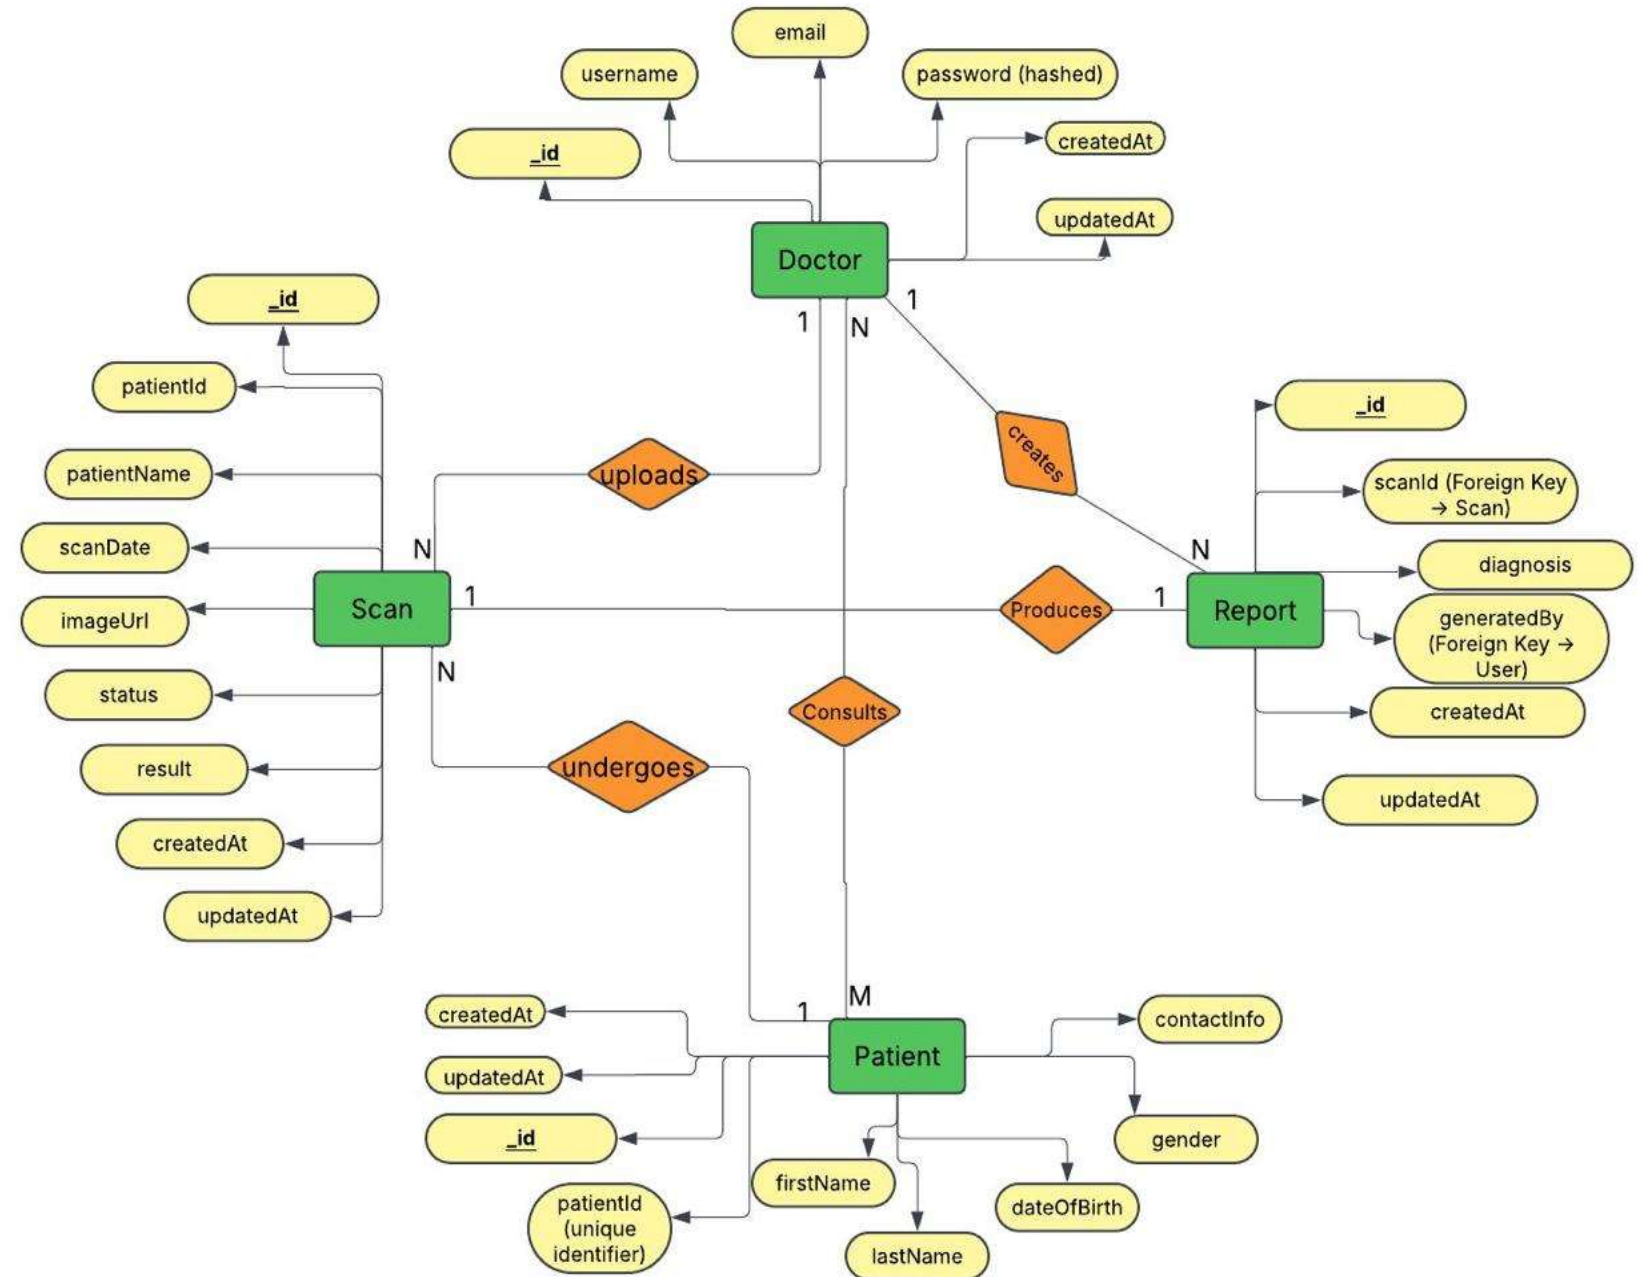 email
username
password (hashed)
createdAt
_id
updatedAt
Doctor
1
N
1
_id
patientId
patientName
scanDate
imageUrl
status
result
createdAt
updatedAt
uploads
creates
N
N
Scan
1
N
Produces
1
Report
_id
scanId (Foreign Key
→ Scan)
diagnosis
generatedBy
(Foreign Key →
User)
createdAt
updatedAt
Consults
undergoes
1
M
Patient
createdAt
updatedAt
_id
patientId
(unique
identifier)
firstName
lastName
dateOfBirth
gender
contactInfo